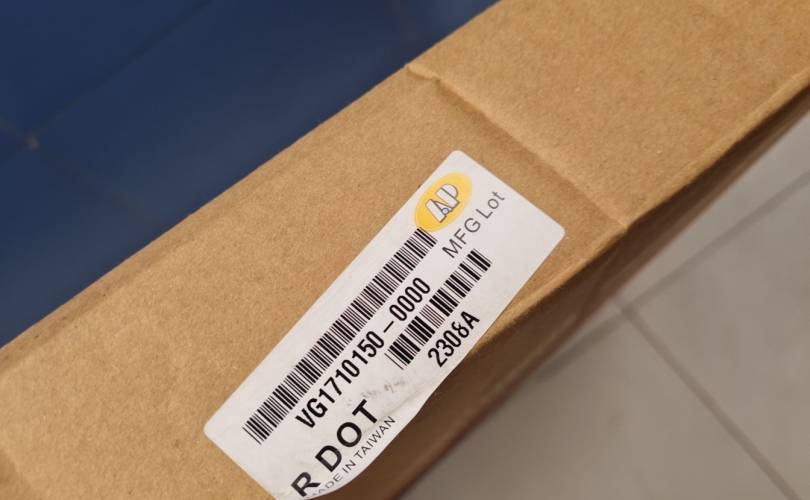 AP
VG1710150-0000
MFG Lot
2308A
R DOT
MADE IN TAIWAN